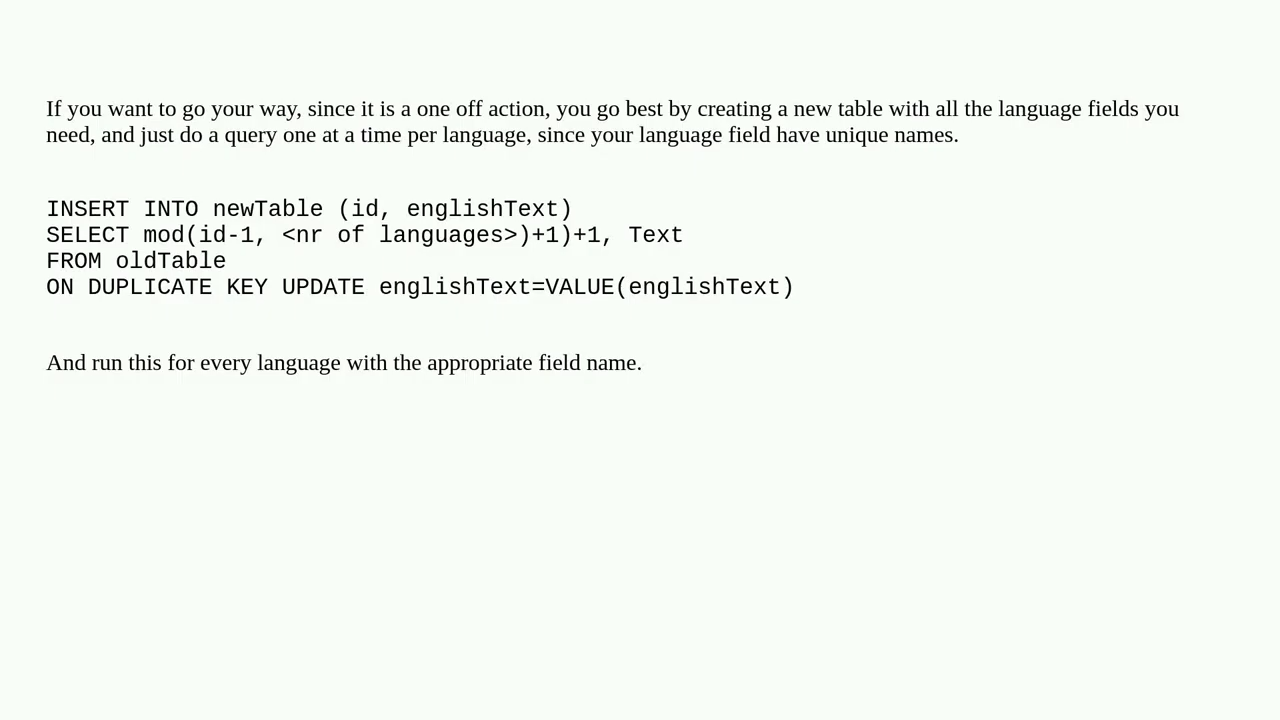 If you want to go your way, since it is a one off action, you go best by creating a new table with all the language fields you
need, and just do a query one at a time per language, since your language field have unique names.
INSERT INTO newTable (id, englishText)
SELECT mod(id-1, <nr of languages>)+1)+1, Text
FROM oldTable
ON DUPLICATE KEY UPDATE englishText=VALUE(englishText)
And run this for every language with the appropriate field name.